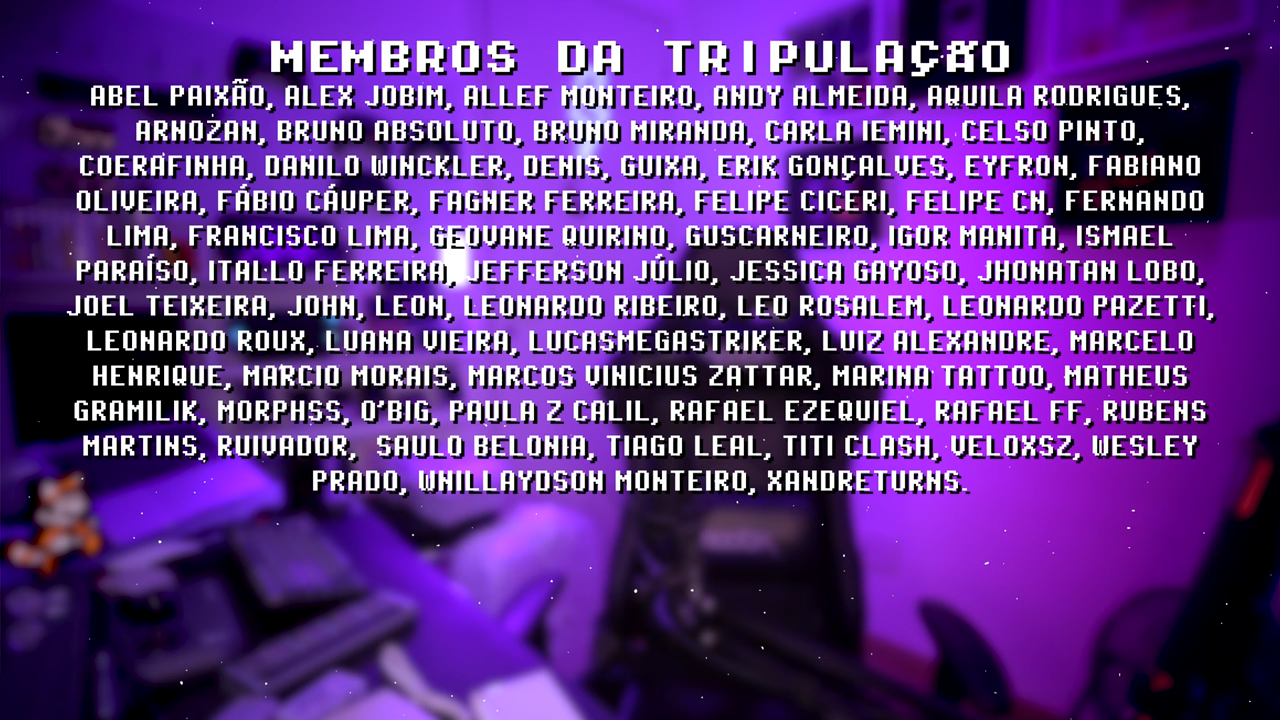 MEMBROS DA TRIPULAÇÃO
ABEL PAIXÃO, ALEX JOBIM, ALLEF MONTEIRO, ANDY ALMEIDA, AQUILA RODRIGUES,
ARNOZAN, BRUNO ABSOLUTO, BRUNO MIRANDA, CARLA IEMINI, CELSO PINTO,
COERAFINHA, DANILO WINCKLER, DENIS, GUIXA, ERIK GONÇALVES, EYFRON, FABIANO
OLIVEIRA, FÁBIO CÁUPER, FAGNER FERREIRA, FELIPE CICERI, FELIPE CN, FERNANDO
LIMA, FRANCISCO LIMA, GEOVANE QUIRINO, GUSCARNEIRO, IGOR MANITA, ISMAEL
PARAÍSO, ITALLO FERREIRA, JEFFERSON JÚLIO, JESSICA GAYOSO, JHONATAN LOBO,
JOEL TEIXEIRA, JOHN, LEON, LEONARDO RIBEIRO, LEO ROSALEM, LEONARDO PAZETTI,
LEONARDO ROUX, LUANA VIEIRA, LUCASMEGASTRIKER, LUIZ ALEXANDRE, MARCELO
HENRIQUE, MARCIO MORAIS, MARCOS VINICIUS ZATTAR, MARINA TATTOO, MATHEUS
GRAMILIK, MORPHSS, O'BIG, PAULA Z CALIL, RAFAEL EZEQUIEL, RAFAEL FF, RUBENS
MARTINS, RUIVADOR,  SAULO BELONIA, TIAGO LEAL, TITI CLASH, VELOXSZ, WESLEY
PRADO, WNILLAYDSON MONTEIRO, XANDRETURNS.